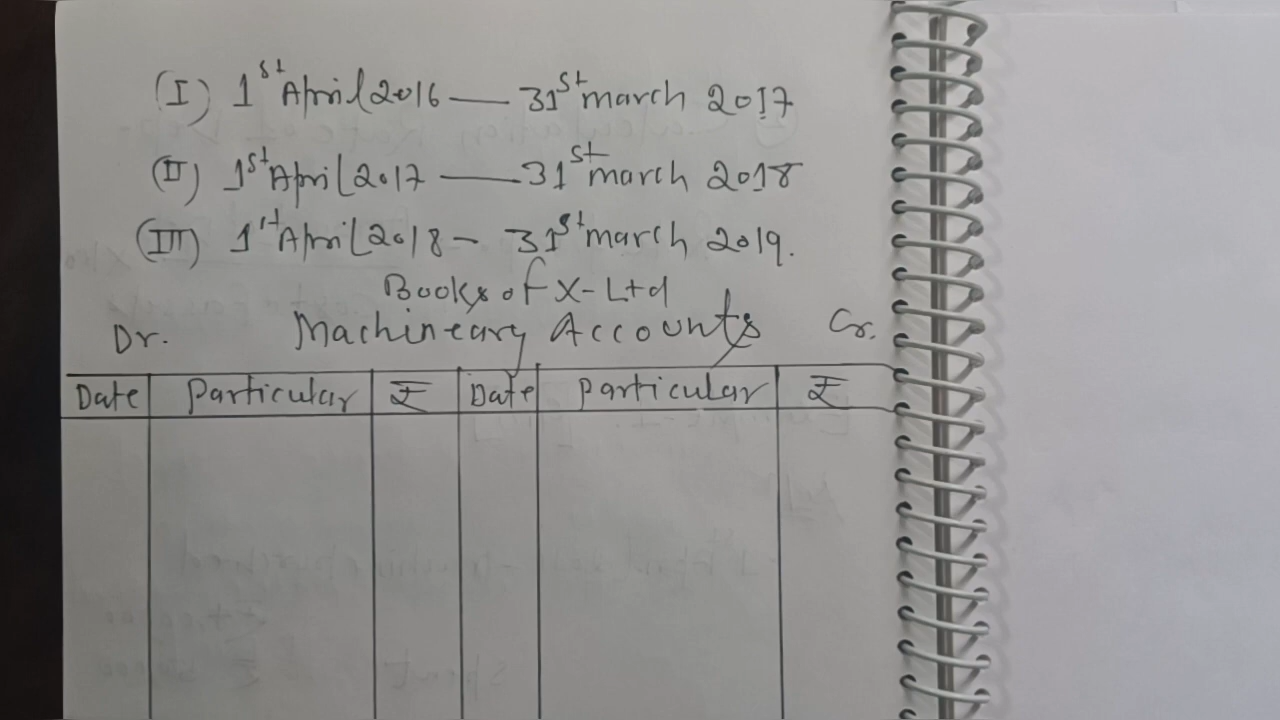 (I) 1st April 2016 — 31st march 2017
(II) 1st April 2017 — 31st march 2018
(III) 1st April 2018 - 31st march 2019.
Books of X-Ltd
Dr. Machineary Accounts Cr.
Date Particular ₹ Date Particular ₹